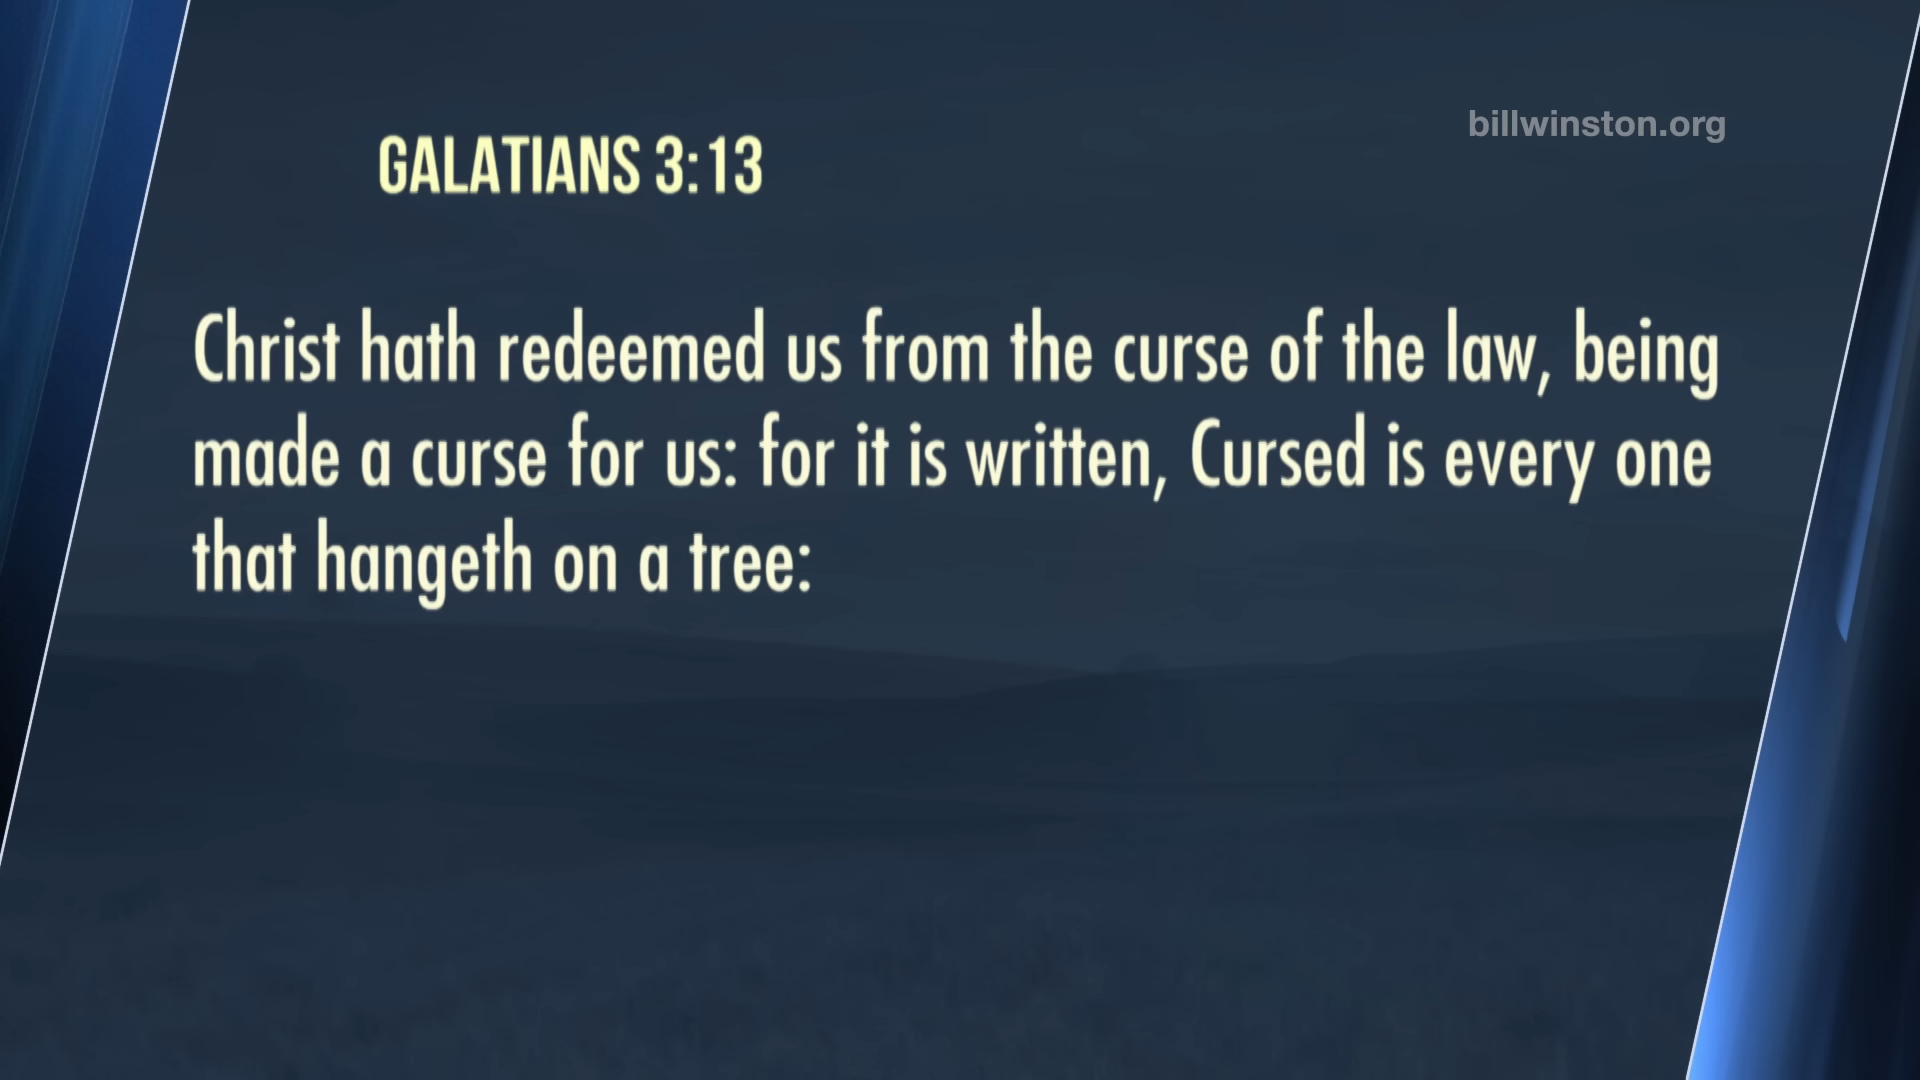 billwinston.org
GALATIANS 3:13
Christ hath redeemed us from the curse of the law, being
made a curse for us: for it is written, Cursed is every one
that hangeth on a tree: